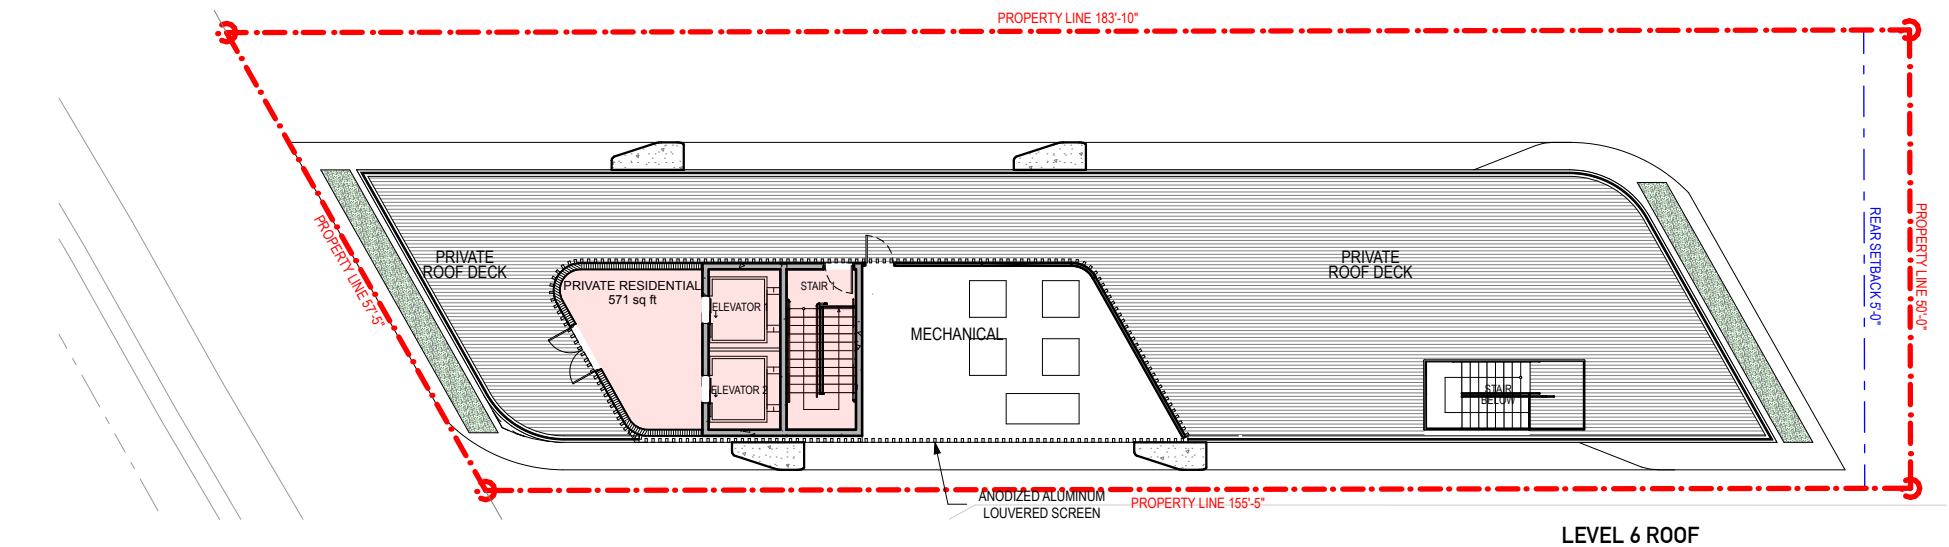 PROPERTY LINE 183'-10"
PROPERTY LINE 57'-5"
PRIVATE
ROOF DECK
PRIVATE RESIDENTIAL
571 sq ft
ELEVATOR 1
ELEVATOR 2
STAIR 1
MECHANICAL
PRIVATE
ROOF DECK
STAIR
BELOW
REAR SETBACK 5'-0"
PROPERTY LINE 50'-0"
ANODIZED ALUMINUM
LOUVERED SCREEN
PROPERTY LINE 155'-5"
LEVEL 6 ROOF